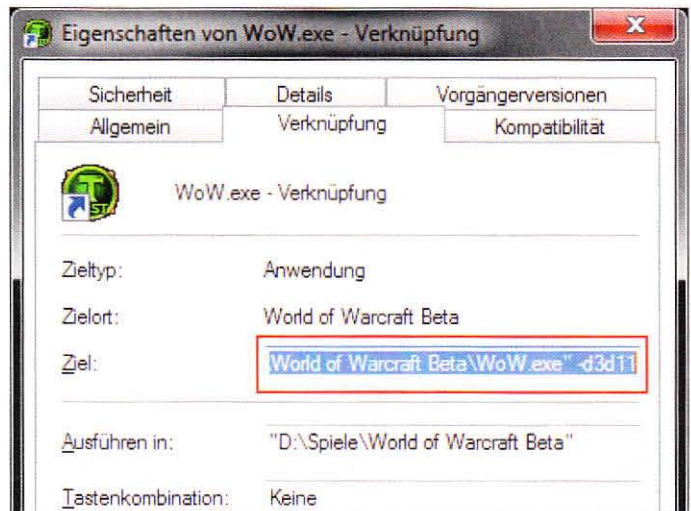 Eigenschaften von WoW.exe - Verknüpfung
Sicherheit Details Vorgängerversionen
Allgemein Verknüpfung Kompatibilität
WoW.exe - Verknüpfung
Zieltyp: Anwendung
Zielort: World of Warcraft Beta
Ziel: World of Warcraft Beta\WoW.exe" -d3d11
Ausführen in: "D:\Spiele\World of Warcraft Beta"
Tastenkombination: Keine